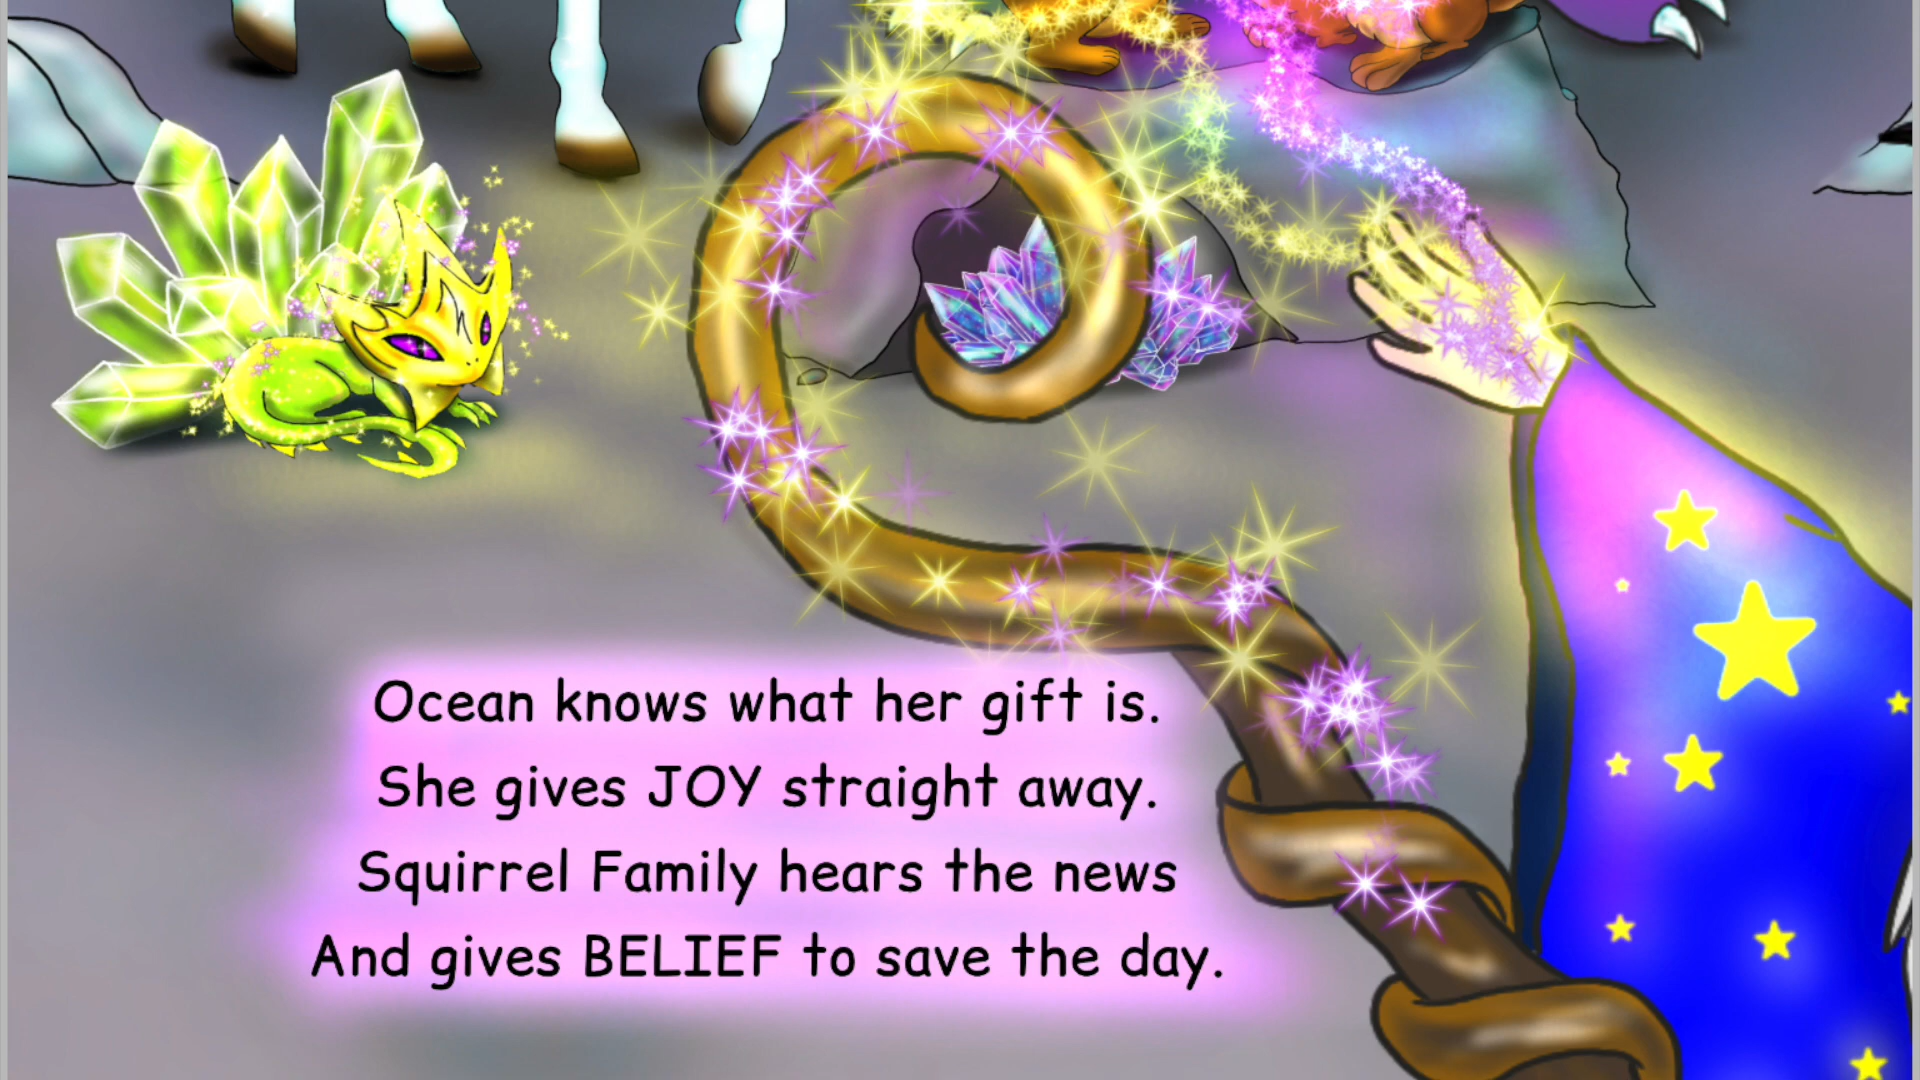 Ocean knows what her gift is.
She gives JOY straight away.
Squirrel Family hears the news
And gives BELIEF to save the day.